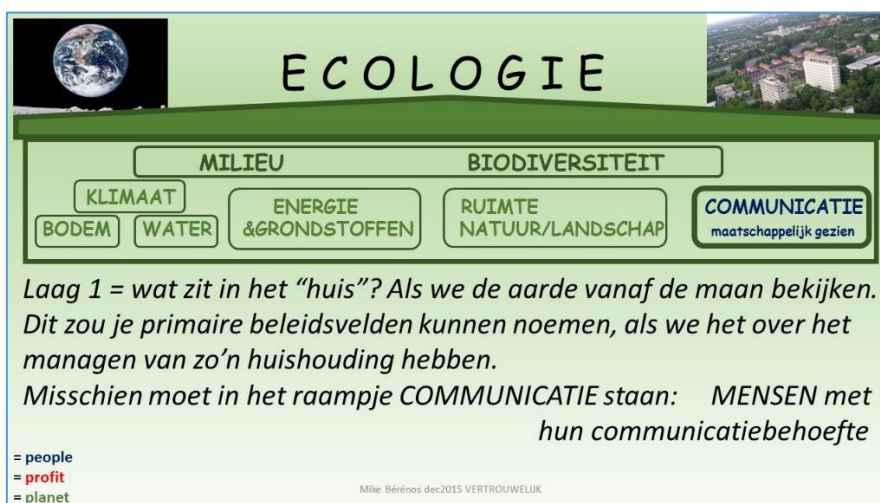 ECOLOGIE
MILIEU BIODIVERSITEIT
KLIMAAT
BODEM WATER
ENERGIE
&GRONDSTOFFEN
RUIMTE
NATUUR/LANDSCHAP
COMMUNICATIE
maatschappelijk gezien
Laag 1 = wat zit in het “huis”? Als we de aarde vanaf de maan bekijken.
Dit zou je primaire beleidsvelden kunnen noemen, als we het over het
managen van zo’n huishouding hebben.
Misschien moet in het raampje COMMUNICATIE staan: MENSEN met
hun communicatiebehoefte
= people
= profit
= planet
Mike Bérénos dec2015 VERTROUWELIJK